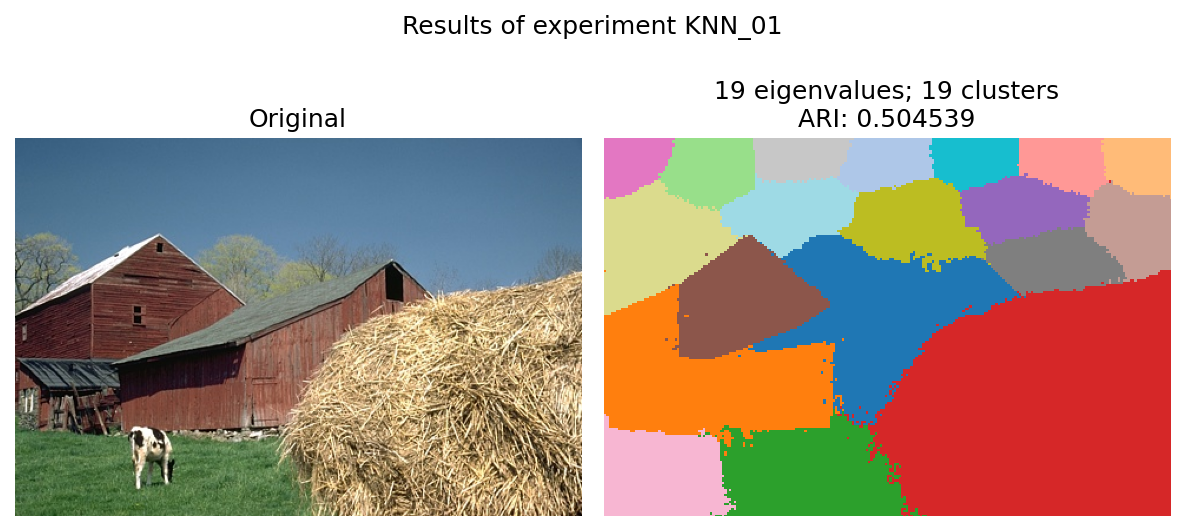 Results of experiment KNN_01
Original
19 eigenvalues; 19 clusters
ARI: 0.504539